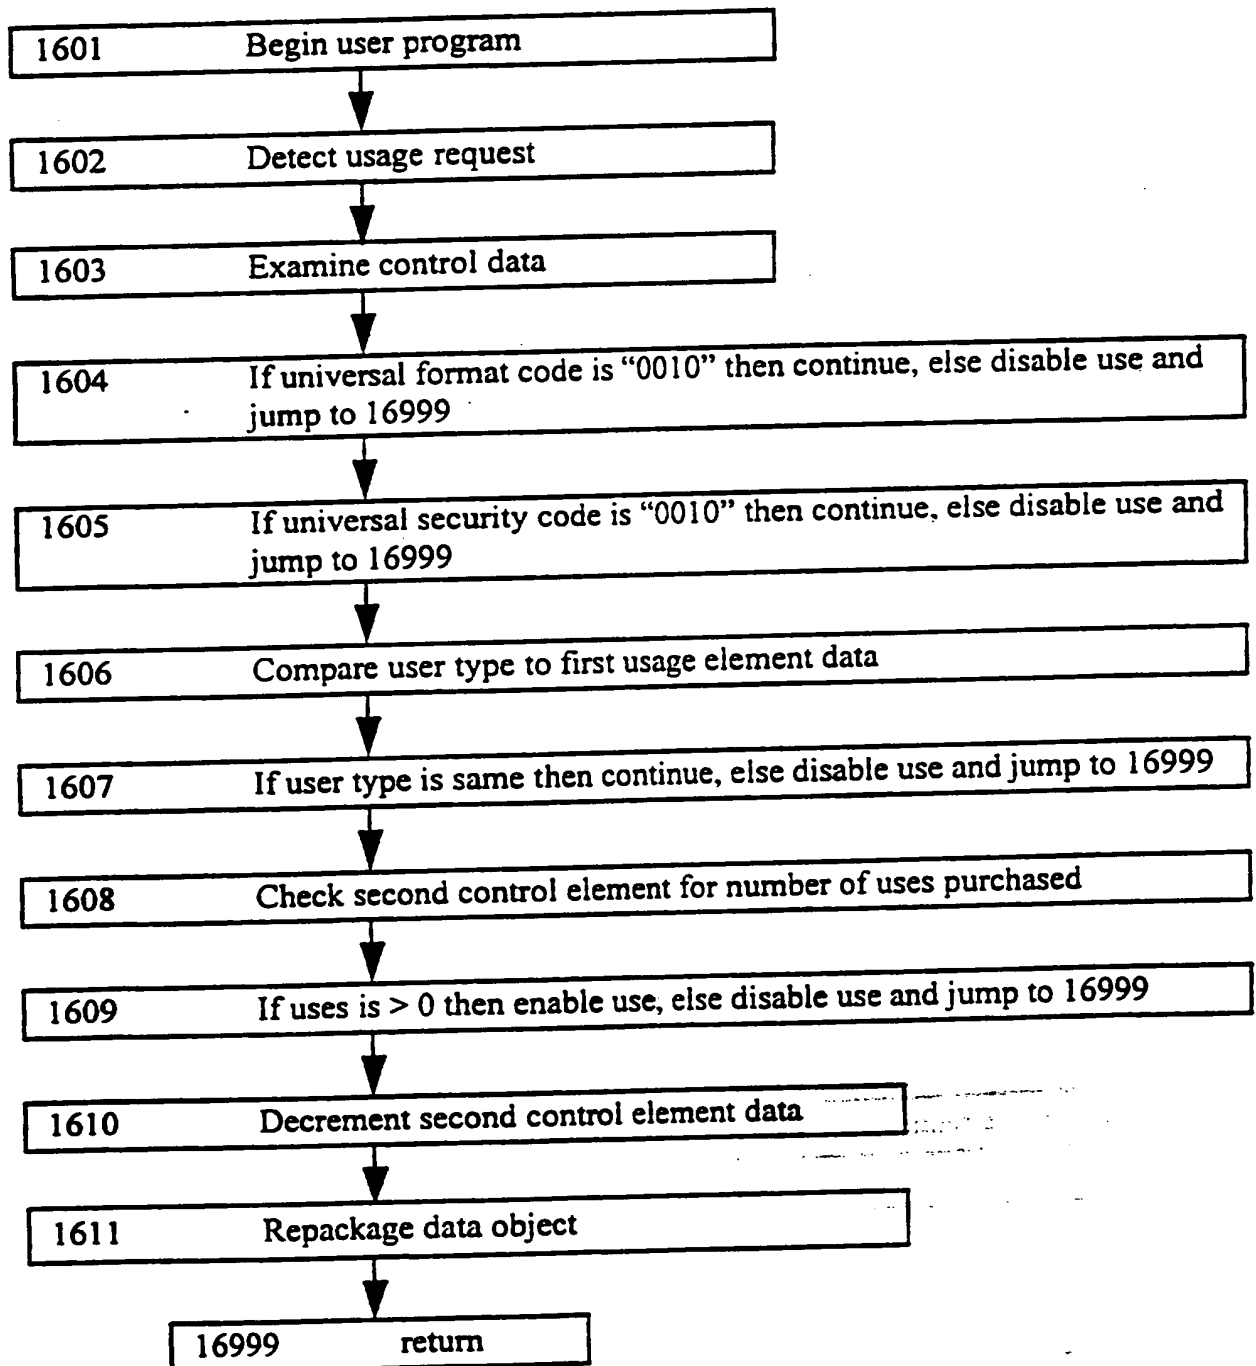 1601 Begin user program
1602 Detect usage request
1603 Examine control data
1604 If universal format code is “0010” then continue, else disable use and
jump to 16999
1605 If universal security code is “0010” then continue, else disable use and
jump to 16999
1606 Compare user type to first usage element data
1607 If user type is same then continue, else disable use and jump to 16999
1608 Check second control element for number of uses purchased
1609 If uses is > 0 then enable use, else disable use and jump to 16999
1610 Decrement second control element data
1611 Repackage data object
16999 return